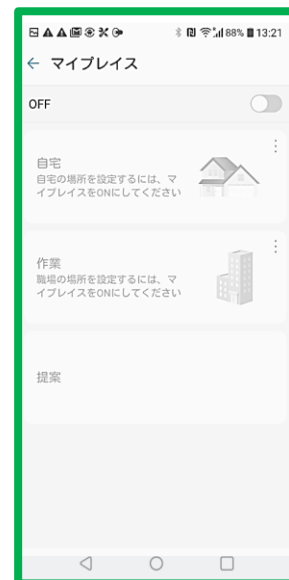 88% 13:21
マイプレイス
OFF
自宅
自宅の場所を設定するには、マ
イプレイスをONにしてください
作業
職場の場所を設定するには、マ
イプレイスをONにしてください
提案